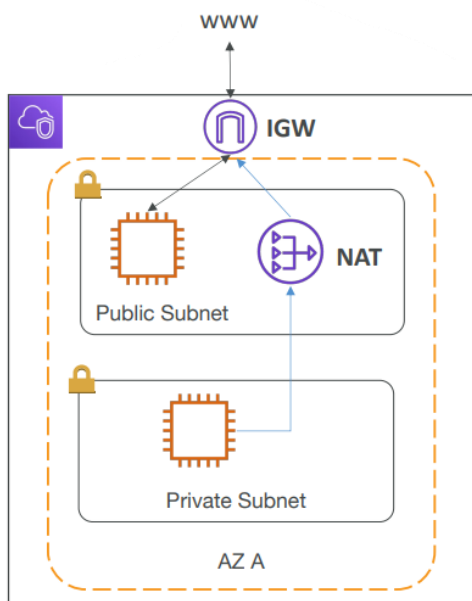 www
IGW
NAT
Public Subnet
Private Subnet
AZ A